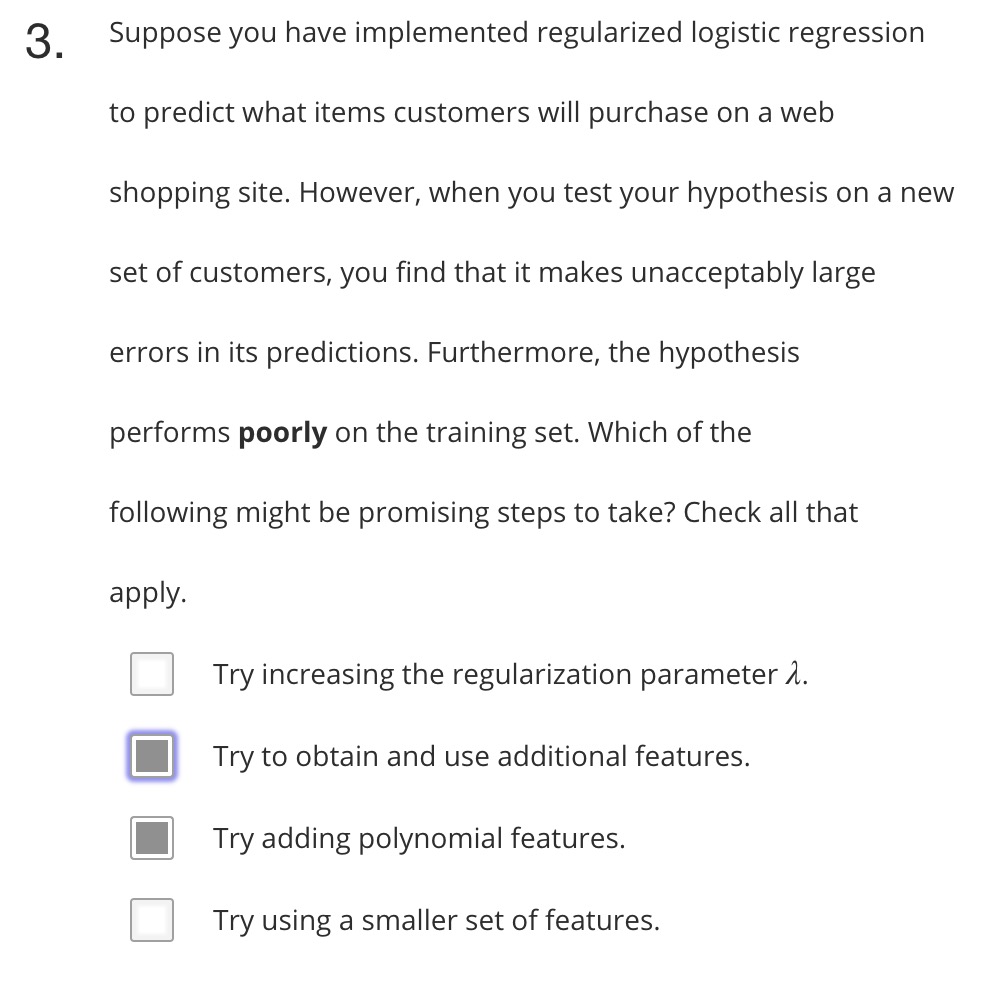 3. Suppose you have implemented regularized logistic regression
to predict what items customers will purchase on a web
shopping site. However, when you test your hypothesis on a new
set of customers, you find that it makes unacceptably large
errors in its predictions. Furthermore, the hypothesis
performs poorly on the training set. Which of the
following might be promising steps to take? Check all that
apply.
Try increasing the regularization parameter λ.
Try to obtain and use additional features.
Try adding polynomial features.
Try using a smaller set of features.